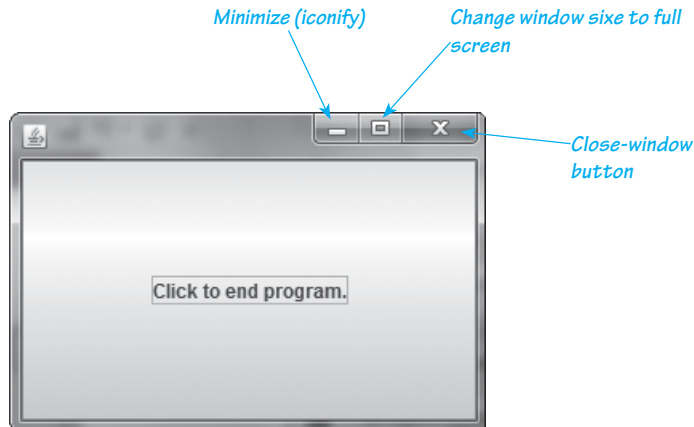 Minimize (iconify)
Change window sixe to full
screen
Close-window
button
Click to end program.